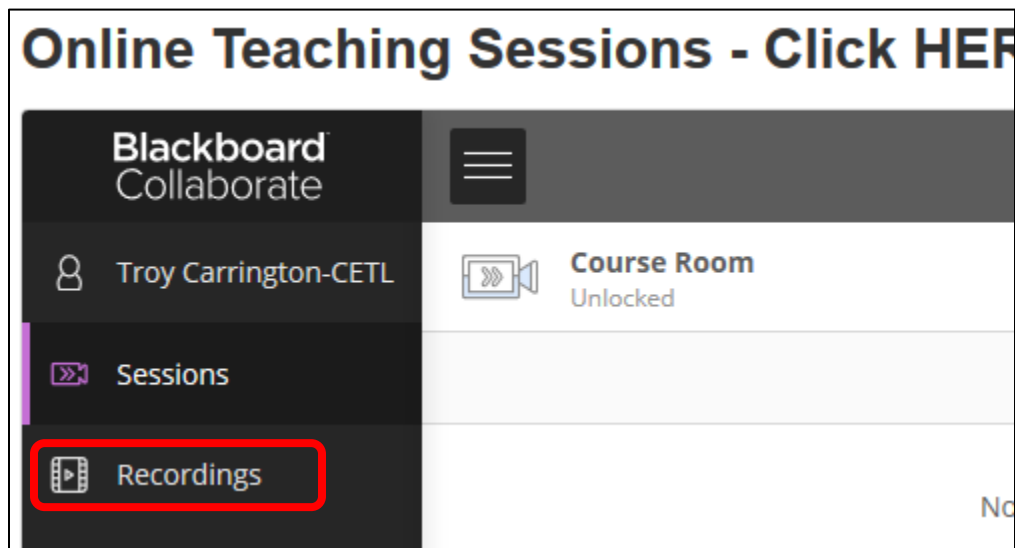 Online Teaching Sessions - Click HER
Blackboard
Collaborate
Troy Carrington-CETL
Course Room
Unlocked
Sessions
Recordings
No